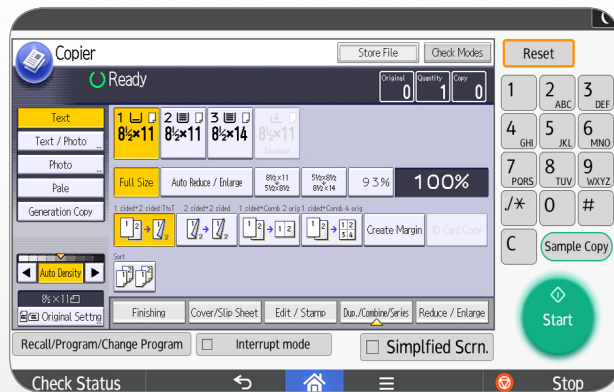 Copier
Store File
Check Modes
Ready
Original
0
Quantity
1
Copy
0
Text
Text / Photo
Photo
Pale
Generation Copy
1
8½×11
2
8½×11
3
8½×14
8½×11
Envelope
Full Size
Auto Reduce / Enlarge
8½×11
5½×8½
5½×8½
8½×14
93%
100%
1 sided→2 sided:TtoT
2 sided→2 sided
1 sided→Comb 2 orig
1 sided→Comb 4 orig
Create Margin
ID Card Copy
Sort
Auto Density
8½×11
Original Settng
Finishing
Cover/Slip Sheet
Edit / Stamp
Dup./Combine/Series
Reduce / Enlarge
Recall/Program/Change Program
Interrupt mode
Simplfied Scrn.
Check Status
Stop
Reset
1
2 ABC
3 DEF
4 GHI
5 JKL
6 MNO
7 PQRS
8 TUV
9 WXYZ
./*
0
#
C
Sample Copy
Start